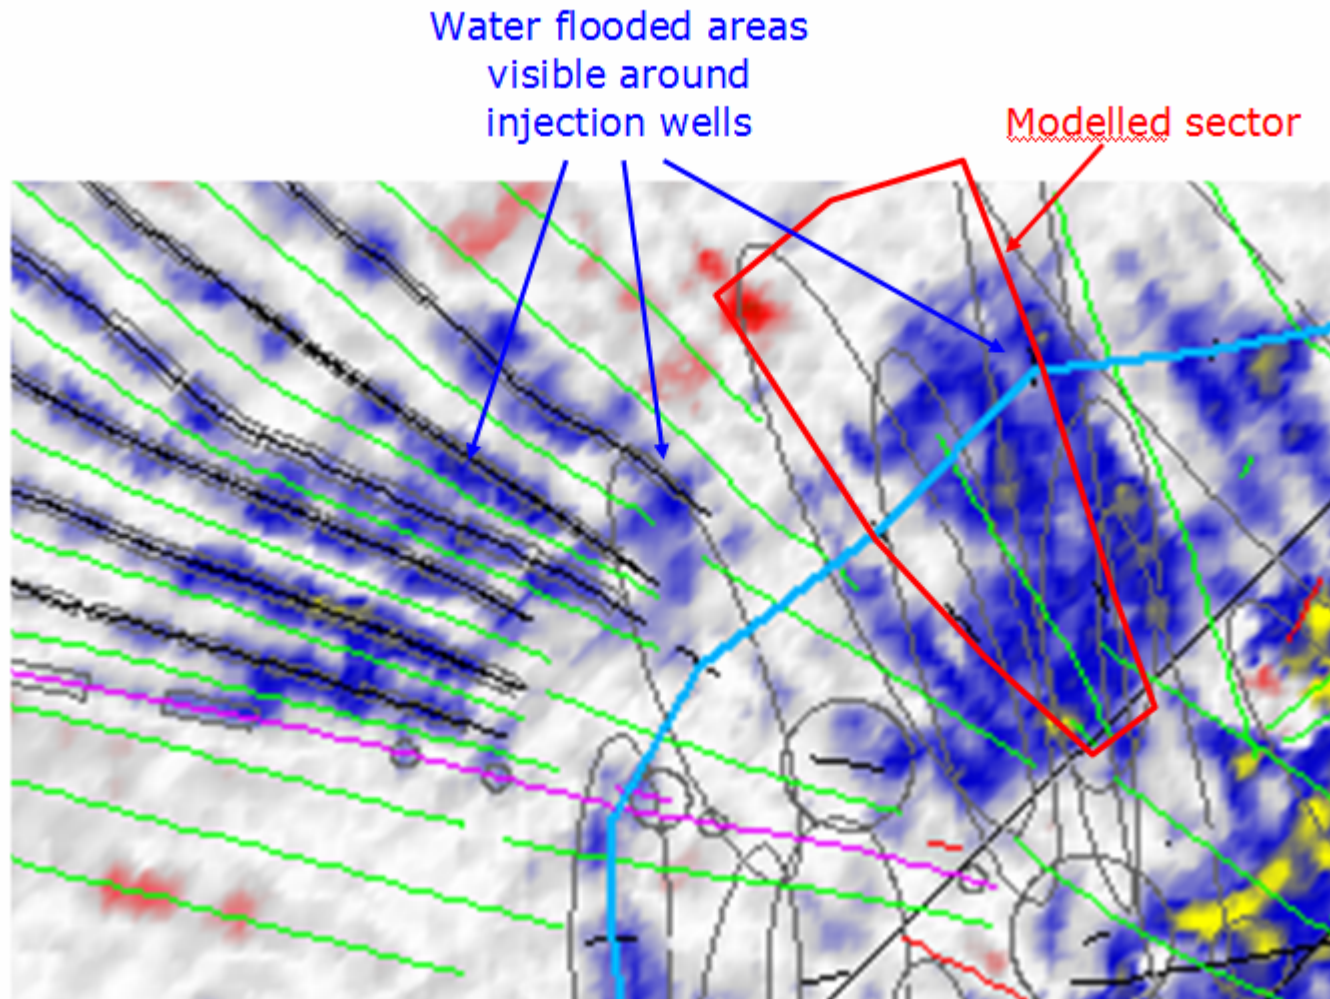 Water flooded areas
visible around
injection wells
Modelled sector